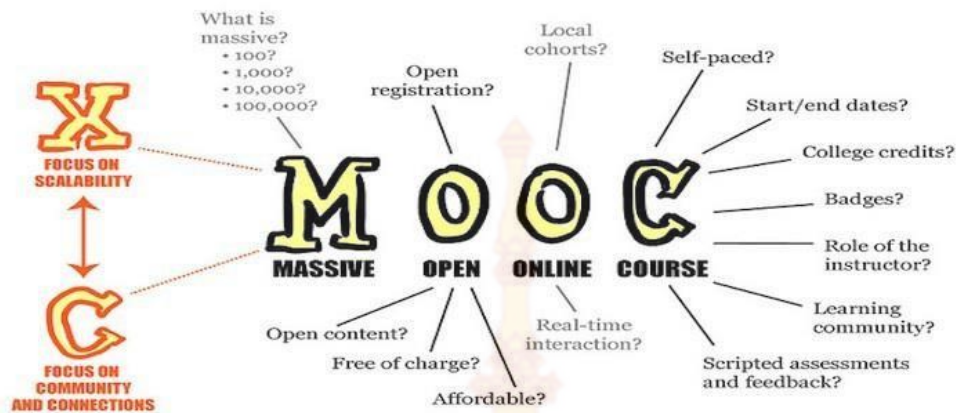 What is
massive?
• 100?
• 1,000?
• 10,000?
• 100,000?
Local
cohorts?
Open
registration?
Self-paced?
Start/end dates?
College credits?
Badges?
Role of the
instructor?
Learning
community?
Scripted assessments
and feedback?
X
FOCUS ON
SCALABILITY
C
FOCUS ON
COMMUNITY
AND CONNECTIONS
M O O C
MASSIVE OPEN ONLINE COURSE
Open content?
Free of charge?
Affordable?
Real-time
interaction?